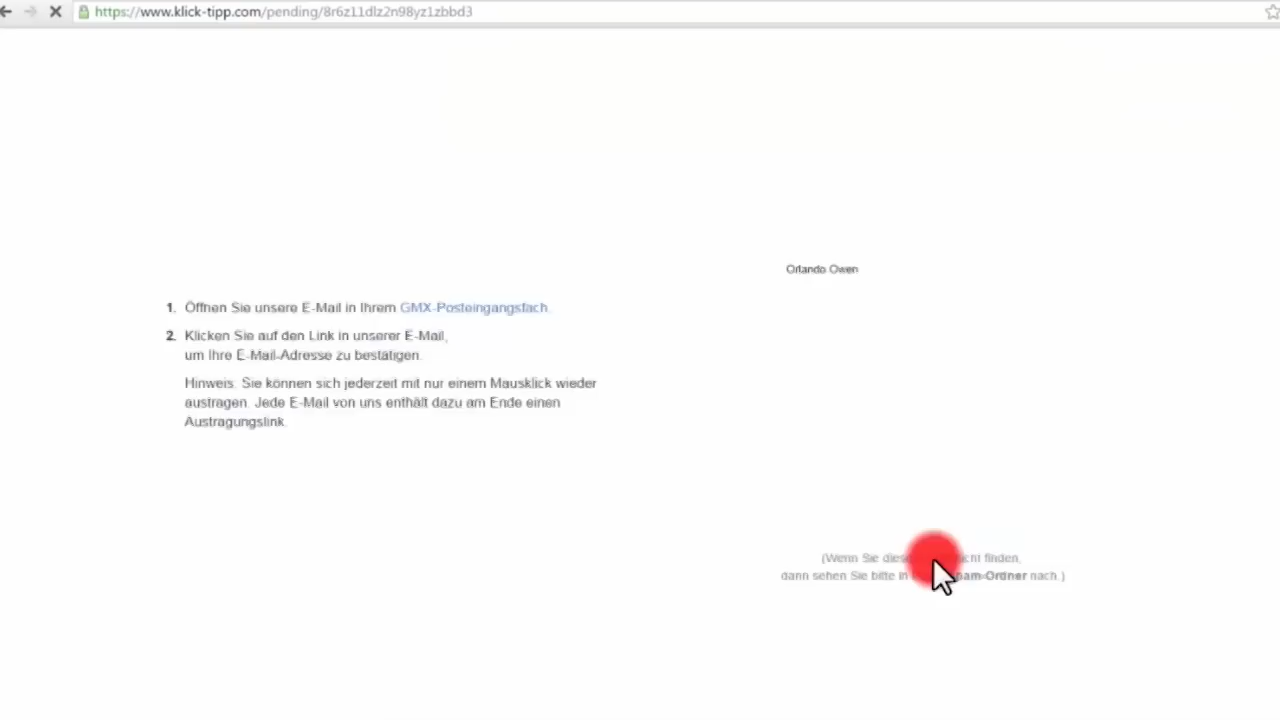 https://www.klick-tipp.com/pending/8r6z11dlz2n98yz1zbbd3
Orlando Owen
1. Öffnen Sie unsere E-Mail in Ihrem GMX-Posteingangsfach.
2. Klicken Sie auf den Link in unserer E-Mail,
um Ihre E-Mail-Adresse zu bestätigen.
Hinweis: Sie können sich jederzeit mit nur einem Mausklick wieder
austragen. Jede E-Mail von uns enthält dazu am Ende einen
Austragungslink.
(Wenn Sie finden,
dann sehen Sie bitte in nach.)